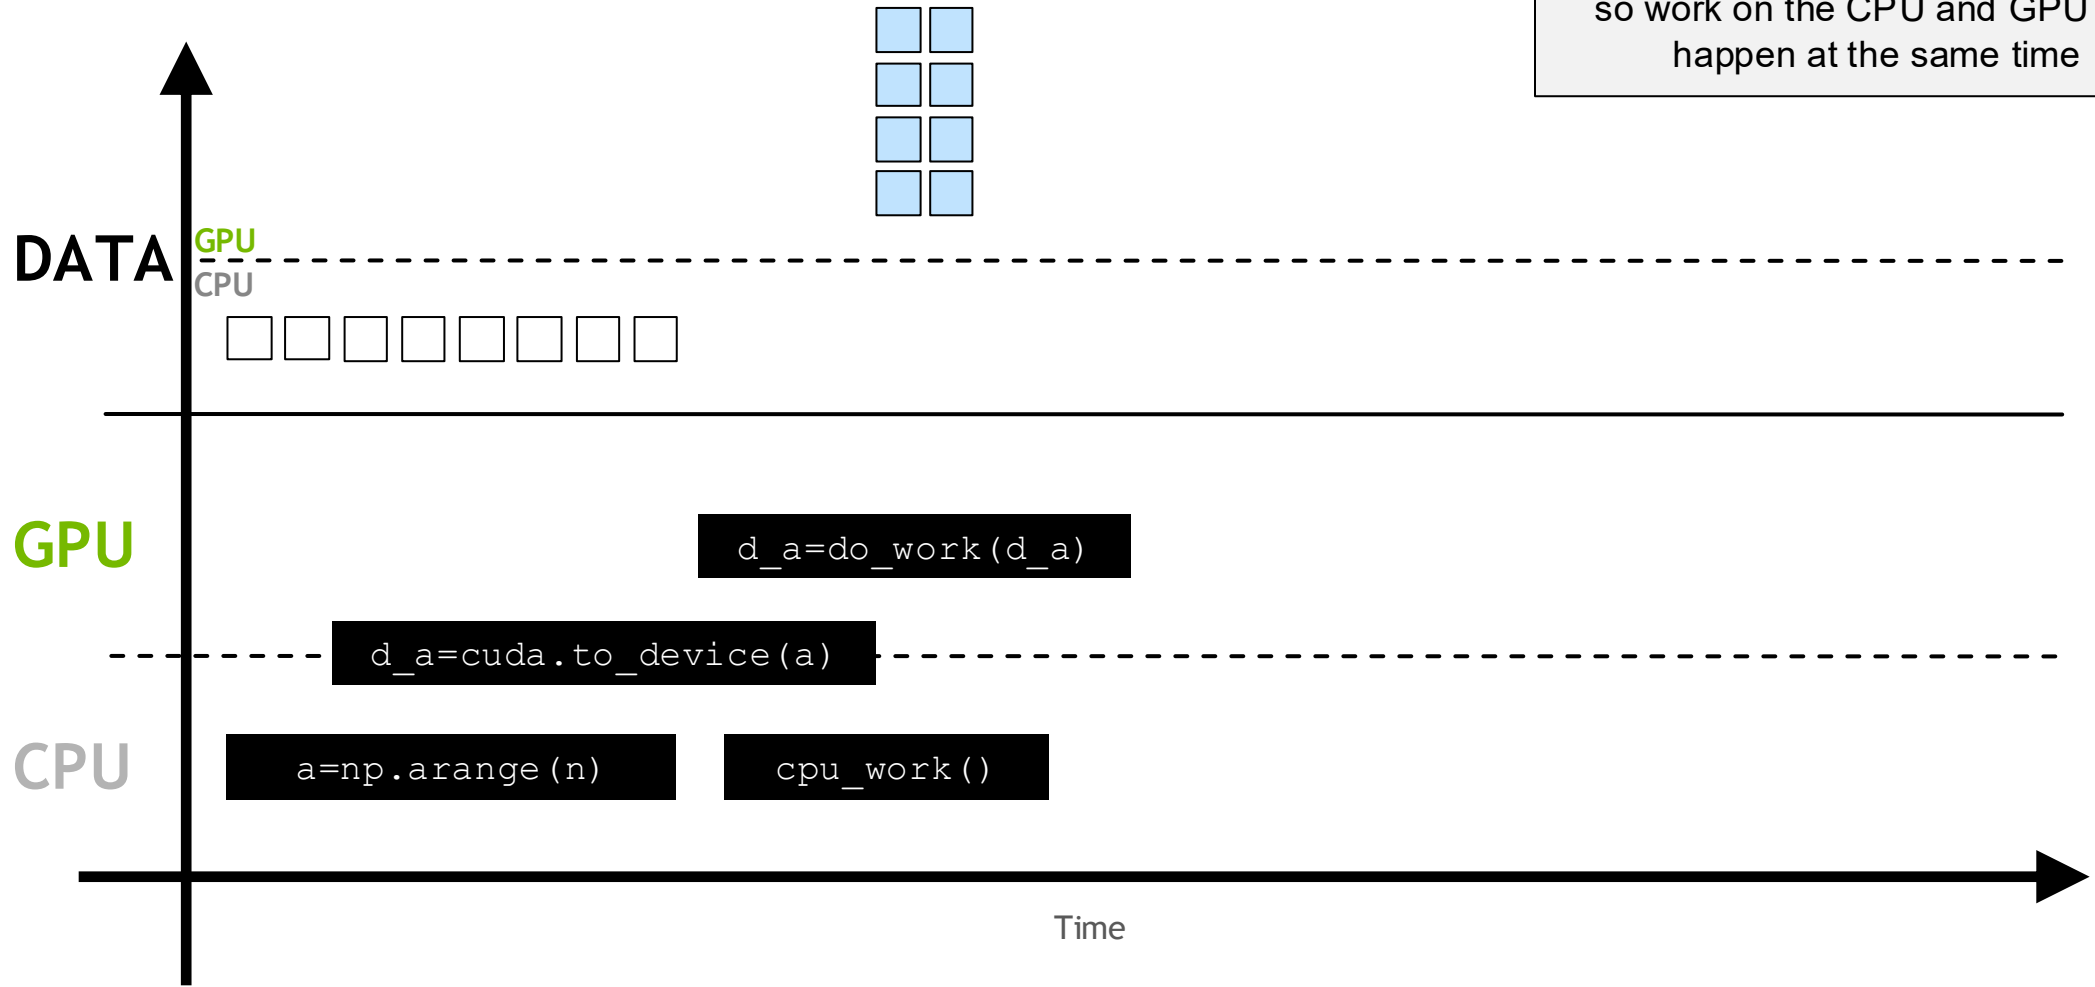 so work on the CPU and GPU
happen at the same time
DATA
GPU
CPU
GPU
d_a=do_work(d_a)
d_a=cuda.to_device(a)
CPU
a=np.arange(n)
cpu_work()
Time